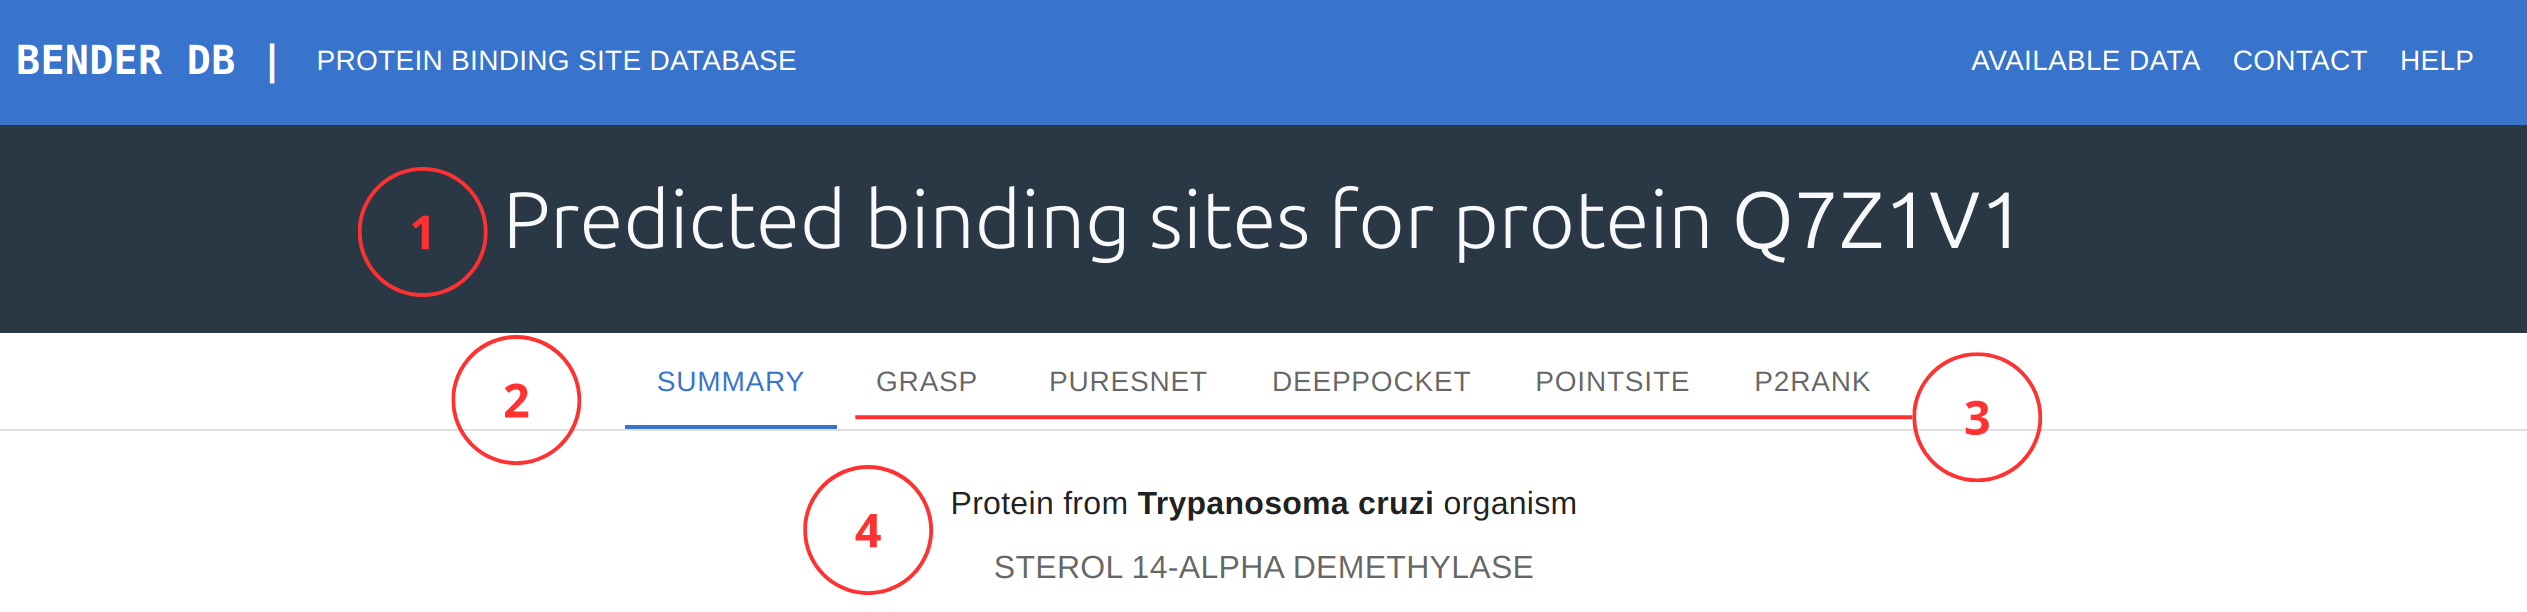 BENDER DB | PROTEIN BINDING SITE DATABASE AVAILABLE DATA CONTACT HELP
1 Predicted binding sites for protein Q7Z1V1
2 SUMMARY GRASP PURESNET DEEPPOCKET POINTSITE P2RANK 3
4 Protein from Trypanosoma cruzi organism
STEROL 14-ALPHA DEMETHYLASE